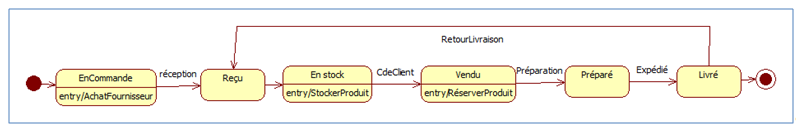 RetourLivraison
EnCommande
entry/AchatFournisseur
réception
Reçu
En stock
entry/StockerProduit
CdeClient
Vendu
entry/RéserverProduit
Préparation
Préparé
Expédié
Livré